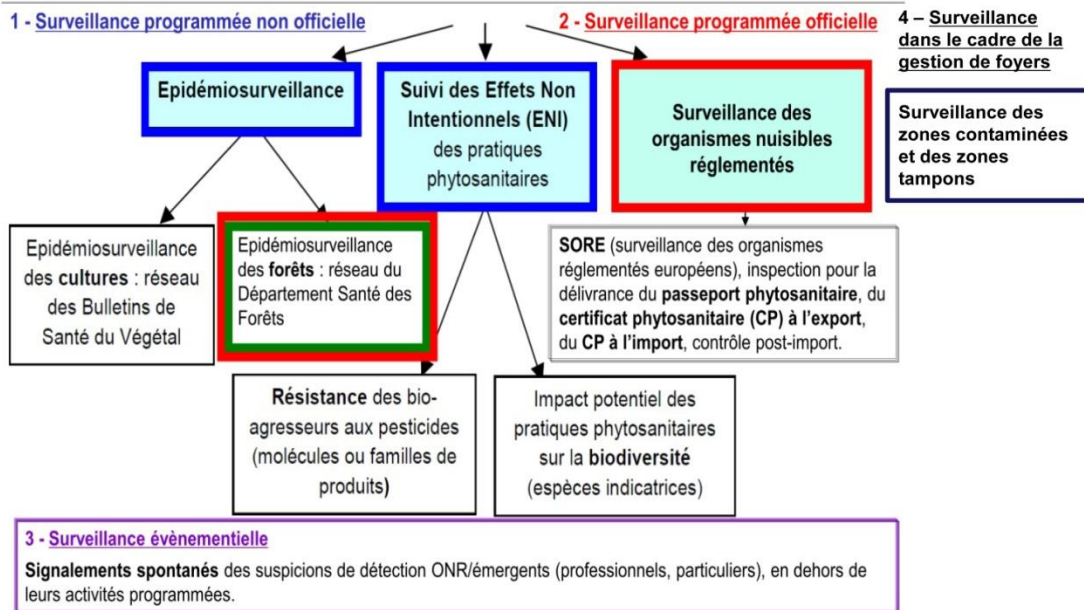 1 - Surveillance programmée non officielle
2 - Surveillance programmée officielle
4 – Surveillance
dans le cadre de la
gestion de foyers
Epidémiosurveillance
Suivi des Effets Non
Intentionnels (ENI)
des pratiques
phytosanitaires
Surveillance des
organismes nuisibles
réglementés
Surveillance des
zones contaminées
et des zones
tampons
Epidémiosurveillance
des cultures : réseau
des Bulletins de
Santé du Végétal
Epidémiosurveillance
des forêts : réseau du
Département Santé des
Forêts
SORE (surveillance des organismes
réglementés européens), inspection pour la
délivrance du passeport phytosanitaire, du
certificat phytosanitaire (CP) à l'export,
du CP à l'import, contrôle post-import.
Résistance des bio-
agresseurs aux pesticides
(molécules ou familles de
produits)
Impact potentiel des
pratiques phytosanitaires
sur la biodiversité
(espèces indicatrices)
3 - Surveillance évènementielle
Signalements spontanés des suspicions de détection ONR/émergents (professionnels, particuliers), en dehors de
leurs activités programmées.